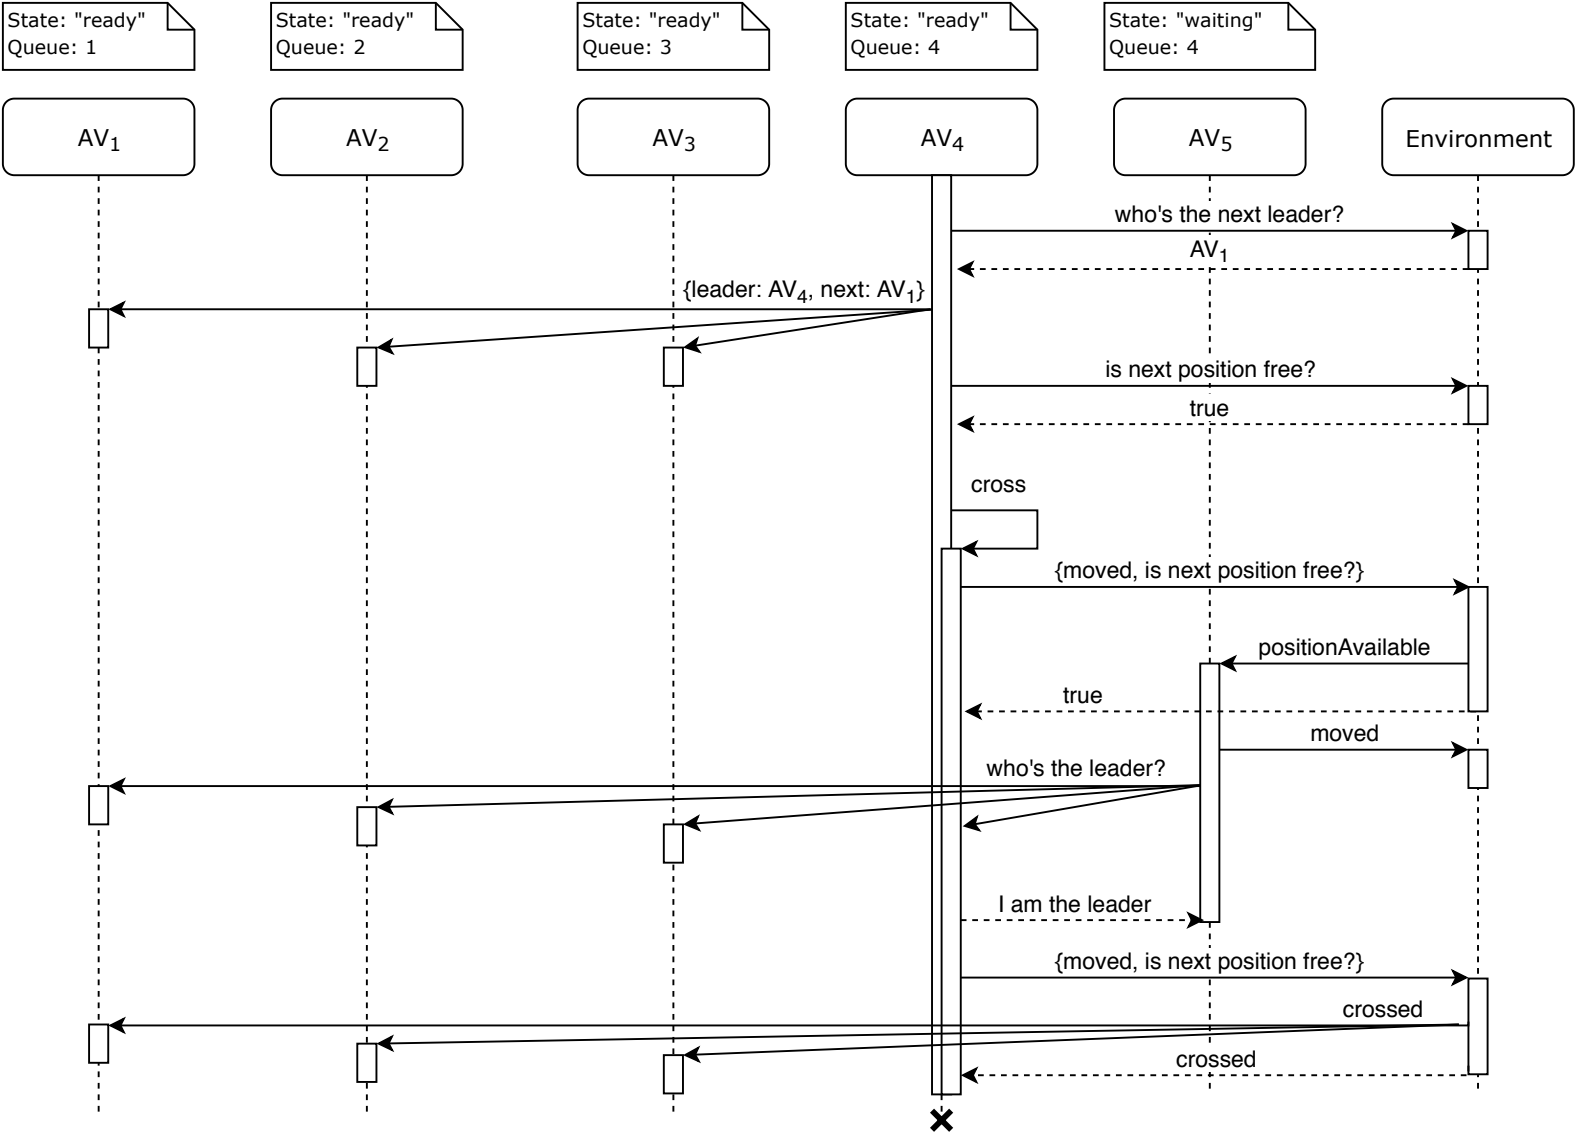 State: "ready"
Queue: 1
State: "ready"
Queue: 2
State: "ready"
Queue: 3
State: "ready"
Queue: 4
State: "waiting"
Queue: 4
AV1
AV2
AV3
AV4
AV5
Environment
who's the next leader?
AV1
{leader: AV4, next: AV1}
is next position free?
true
cross
{moved, is next position free?}
positionAvailable
true
moved
who's the leader?
I am the leader
{moved, is next position free?}
crossed
crossed